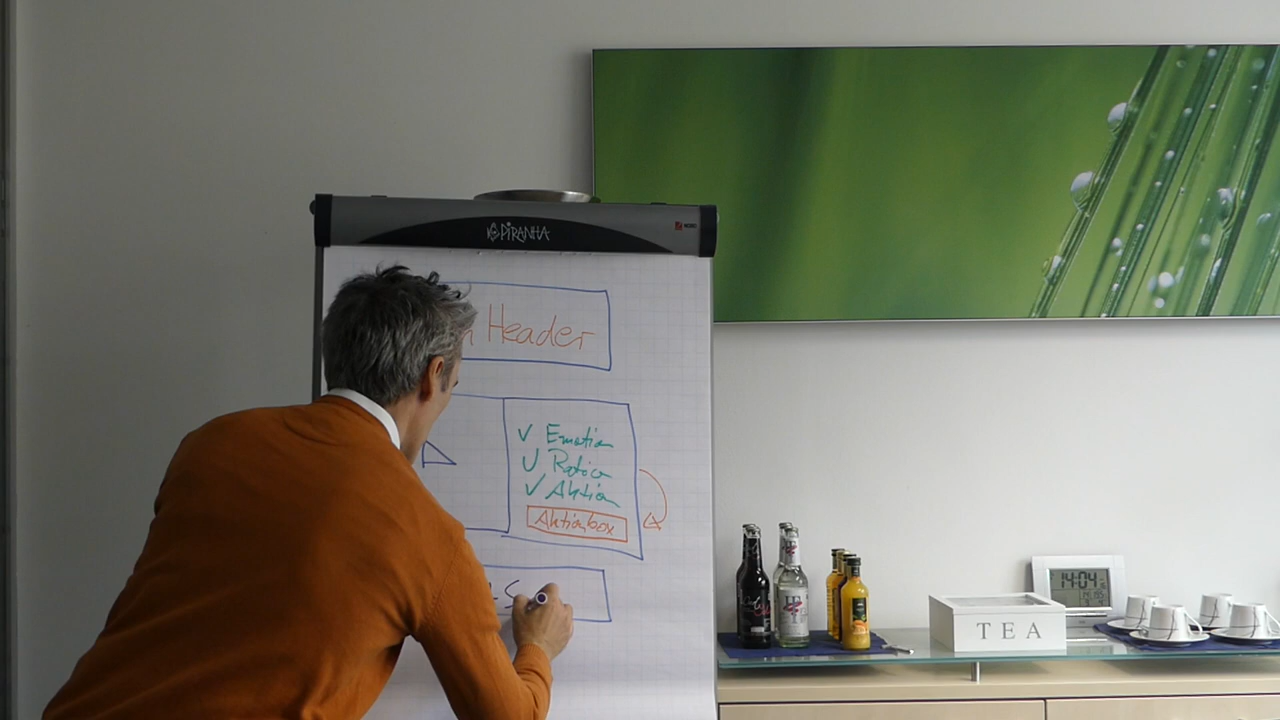 PiRANHA
Header
✓ Emotion
✓ Ratio
✓ Aktion
Aktionbox
14:04
TEA